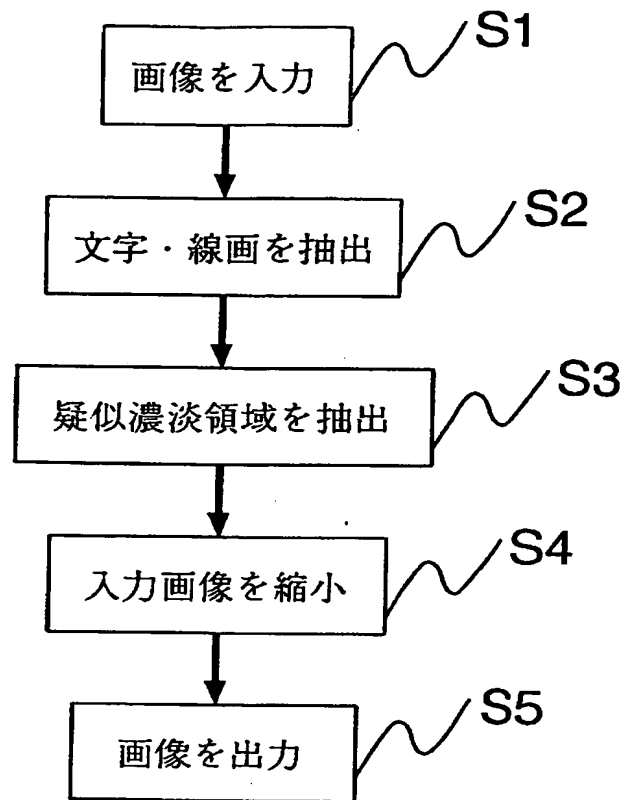 画像を入力
S1
文字・線画を抽出
S2
疑似濃淡領域を抽出
S3
入力画像を縮小
S4
画像を出力
S5